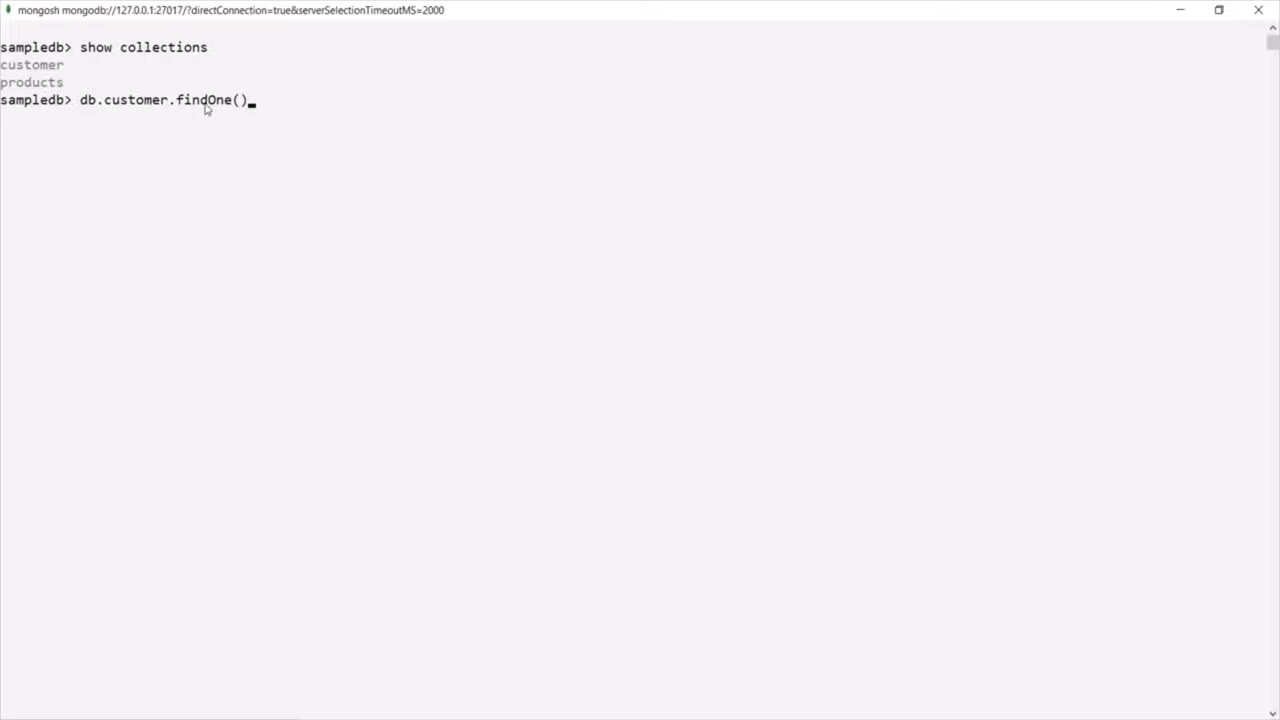 mongosh mongodb://127.0.0.1:27017/?directConnection=true&serverSelectionTimeoutMS=2000
sampledb> show collections
customer
products
sampledb> db.customer.findOne()